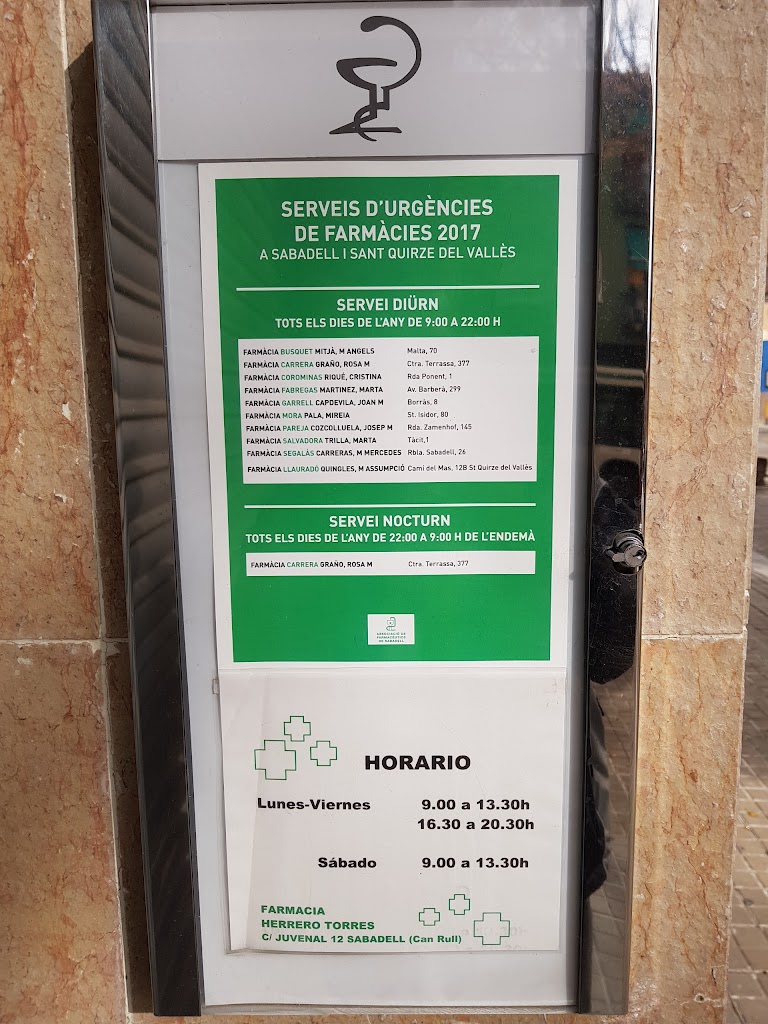 SERVEIS D'URGÈNCIES
DE FARMÀCIES 2017
A SABADELL I SANT QUIRZE DEL VALLÈS
SERVEI DIÜRN
TOTS ELS DIES DE L'ANY DE 9:00 A 22:00 H
FARMÀCIA BUSQUET MITJÀ, M ANGELS Malta, 70
FARMÀCIA CARRERA GRAÑO, ROSA M Ctra. Terrassa, 377
FARMÀCIA COROMINAS RIQUÉ, CRISTINA Rda Ponent, 1
FARMÀCIA FABREGAS MARTINEZ, MARTA Av. Barberà, 299
FARMÀCIA GARRELL CAPDEVILA, JOAN M Borràs, 8
FARMÀCIA MORA PALA, MIREIA St. Isidor, 80
FARMÀCIA PAREJA COZCOLLUELA, JOSEP M Rda. Zamenhof, 145
FARMÀCIA SALVADORA TRILLA, MARTA Tàcit,1
FARMÀCIA SEGALÀS CARRERAS, M MERCEDES Rbla. Sabadell, 26
FARMÀCIA LLAURADÓ QUINGLES, M ASSUMPCIÓ Camí del Mas, 12B St Quirze del Vallès
SERVEI NOCTURN
TOTS ELS DIES DE L'ANY DE 22:00 A 9:00 H DE L'ENDEMÀ
FARMÀCIA CARRERA GRAÑO, ROSA M Ctra. Terrassa, 377
ASSOCIACIÓ DE
FARMACÈUTICS
DE SABADELL
HORARIO
Lunes-Viernes 9.00 a 13.30h
16.30 a 20.30h
Sábado 9.00 a 13.30h
FARMACIA
HERRERO TORRES
C/ JUVENAL 12 SABADELL (Can Rull)